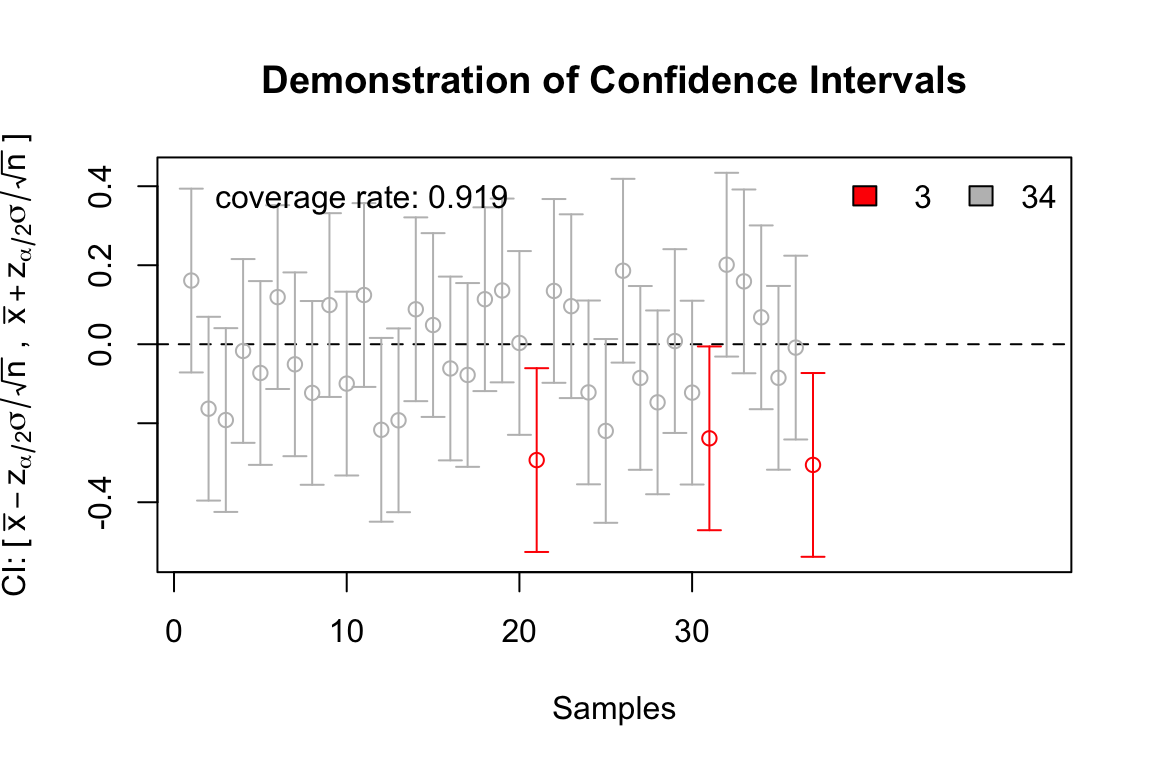 Demonstration of Confidence Intervals
CI: [ x̅ − zα/2σ/√n , x̅ + zα/2σ/√n ]
0.4
0.2
0.0
-0.4
coverage rate: 0.919
3
34
0
10
20
30
Samples